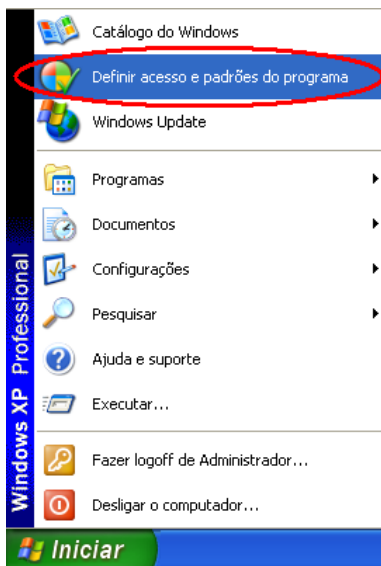 Catálogo do Windows
Definir acesso e padrões do programa
Windows Update
Programas
Documentos
Configurações
Pesquisar
Ajuda e suporte
Executar...
Fazer logoff de Administrador...
Desligar o computador...
Windows XP Professional
Iniciar